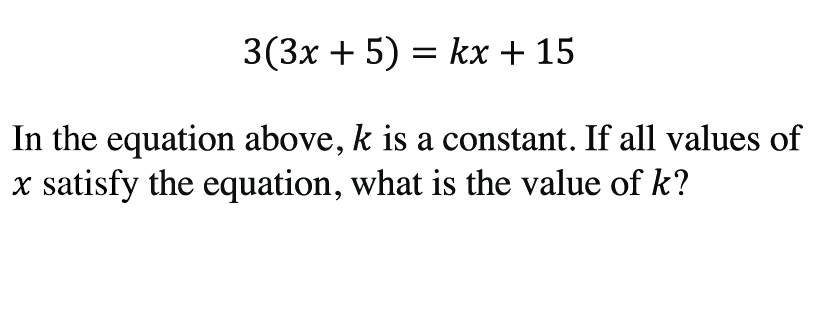 3(3x + 5) = kx + 15
In the equation above, k is a constant. If all values of
x satisfy the equation, what is the value of k?